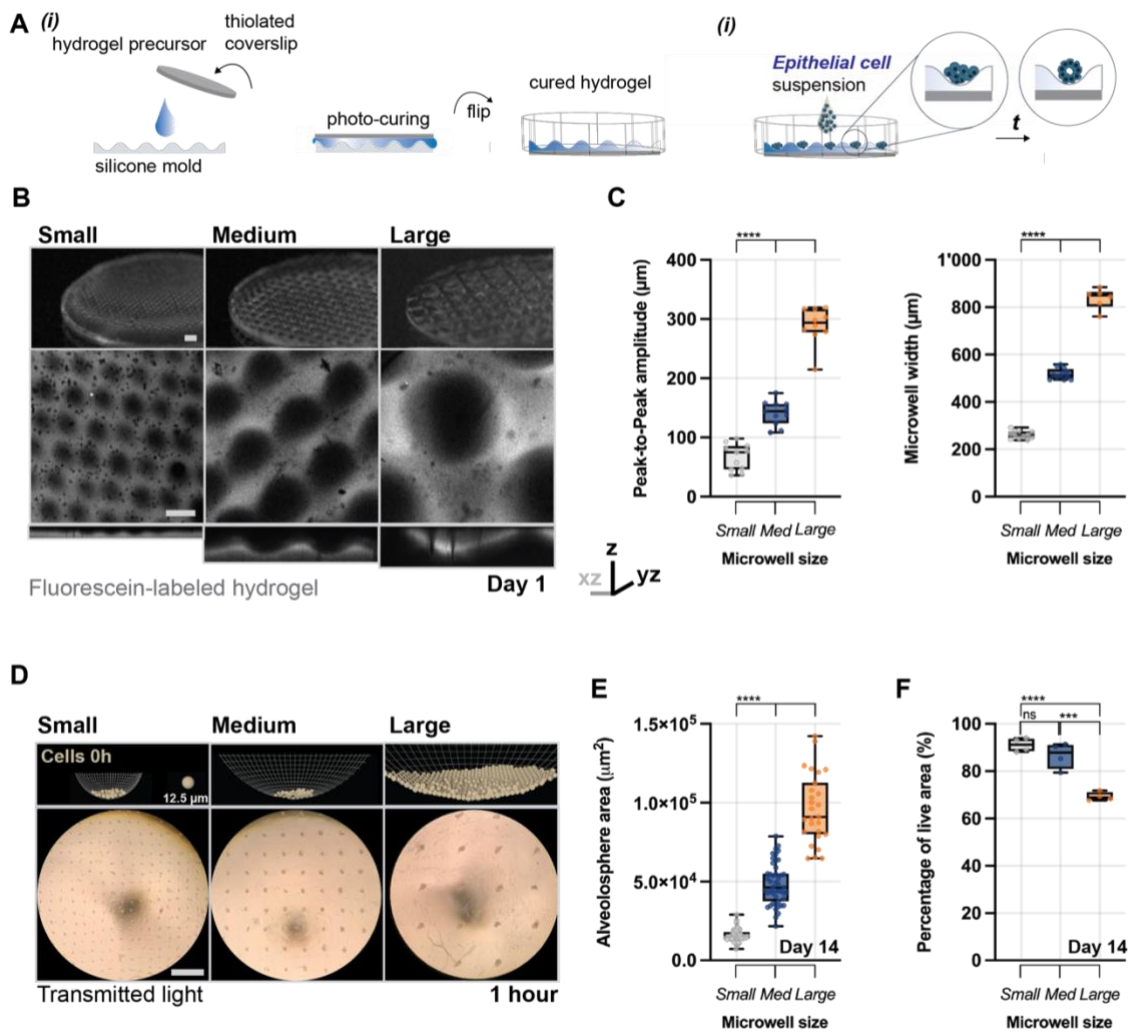 A (i)
hydrogel precursor
thiolated
coverslip
silicone mold
photo-curing
flip
cured hydrogel
(i)
Epithelial cell
suspension
t
B
Small Medium Large
Fluorescein-labeled hydrogel
Day 1
z
xz yz
C
****
Peak-to-Peak amplitude (µm)
400
300
200
100
0
Small Med Large
Microwell size
****
Microwell width (µm)
1'000
800
600
400
200
0
Small Med Large
Microwell size
D
Small Medium Large
Cells 0h
12.5 µm
Transmitted light
1 hour
E
****
Alveolosphere area (µm²)
1.5×10⁵
1.0×10⁵
5.0×10⁴
0.0
Day 14
Small Med Large
Microwell size
F
****
ns ***
Percentage of live area (%)
100
80
60
40
20
0
Day 14
Small Med Large
Microwell size